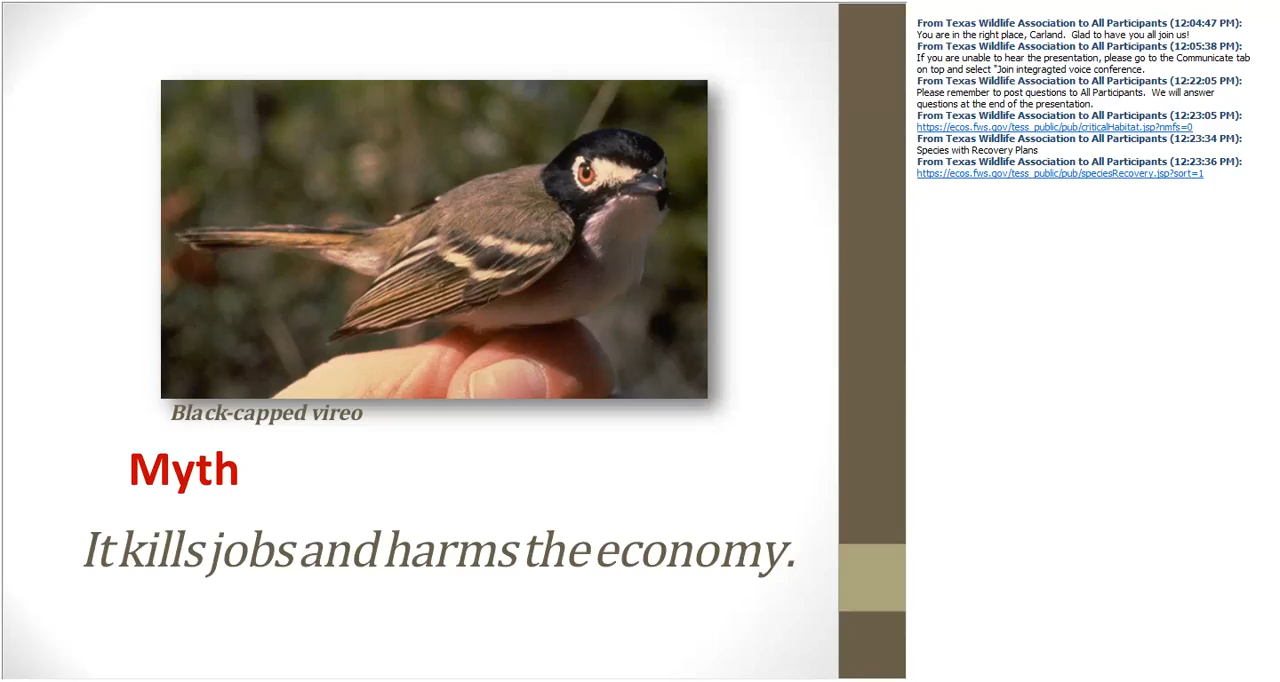 Black-capped vireo
Myth
It kills jobs and harms the economy.
From Texas Wildlife Association to All Participants (12:04:47 PM):
You are in the right place, Carland.  Glad to have you all join us!
From Texas Wildlife Association to All Participants (12:05:38 PM):
If you are unable to hear the presentation, please go to the Communicate tab
on top and select "Join integragted voice conference.
From Texas Wildlife Association to All Participants (12:22:05 PM):
Please remember to post questions to All Participants.  We will answer
questions at the end of the presentation.
From Texas Wildlife Association to All Participants (12:23:05 PM):
https://ecos.fws.gov/tess_public/pub/criticalHabitat.jsp?nmfs=0
From Texas Wildlife Association to All Participants (12:23:34 PM):
Species with Recovery Plans
From Texas Wildlife Association to All Participants (12:23:36 PM):
https://ecos.fws.gov/tess_public/pub/speciesRecovery.jsp?sort=1